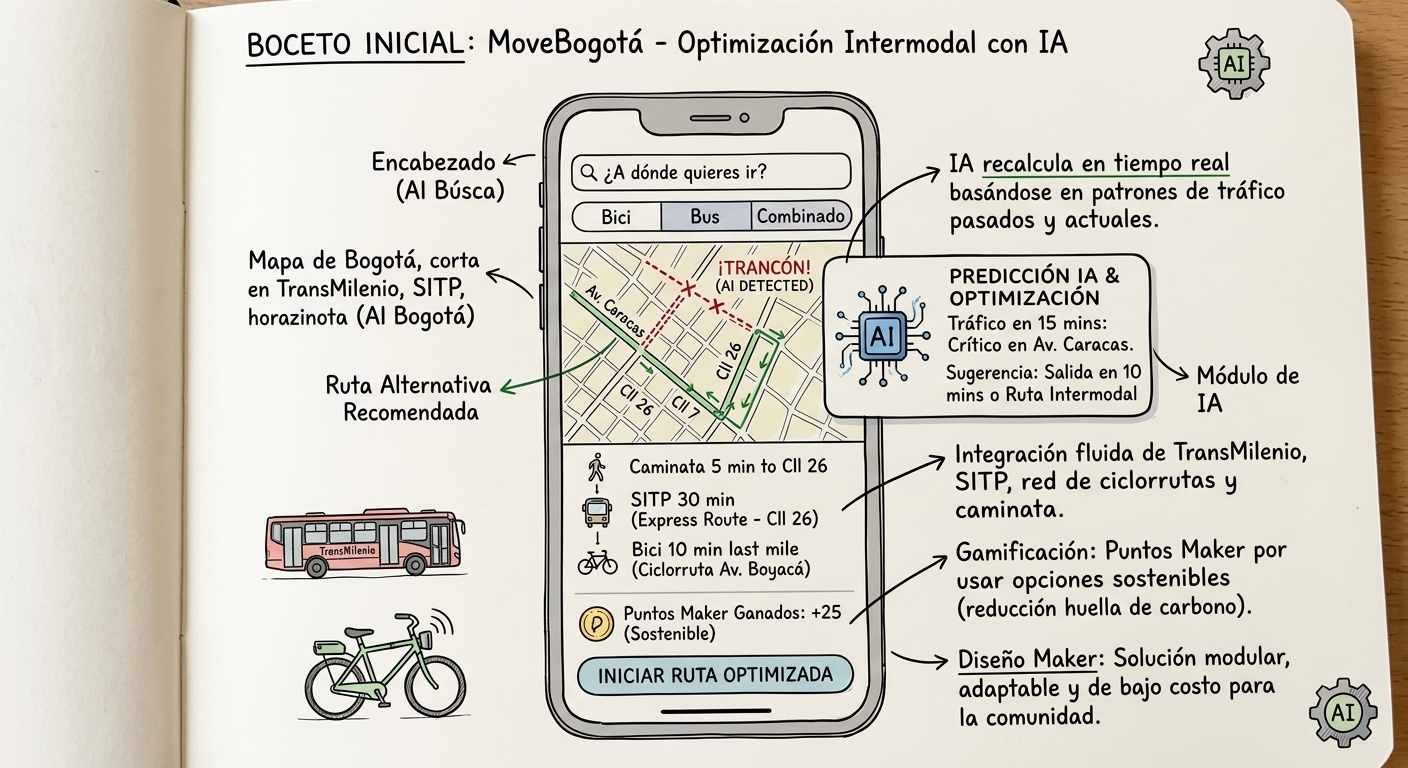 BOCETO INICIAL: MoveBogotá - Optimización Intermodal con IA
AI
Encabezado
(AI Búsca)
Mapa de Bogotá, corta
en TransMilenio, SITP,
horazinota (AI Bogotá)
Ruta Alternativa
Recomendada
TransMilenio
¿A dónde quieres ir?
Bici
Bus
Combinado
¡TRANCÓN!
(AI DETECTED)
Av. Caracas
Cll 26
Cll 26
Cll 7
Caminata 5 min to Cll 26
SITP 30 min
(Express Route - Cll 26)
Bici 10 min last mile
(Ciclorruta Av. Boyacá)
P
Puntos Maker Ganados: +25
(Sostenible)
INICIAR RUTA OPTIMIZADA
IA recalcula en tiempo real
basándose en patrones de tráfico
pasados y actuales.
AI
PREDICCIÓN IA &
OPTIMIZACIÓN
Tráfico en 15 mins:
Crítico en Av. Caracas.
Sugerencia: Salida en 10
mins o Ruta Intermodal
Módulo de
IA
Integración fluida de TransMilenio,
SITP, red de ciclorrutas y
caminata.
Gamificación: Puntos Maker por
usar opciones sostenibles
(reducción huella de carbono).
Diseño Maker: Solución modular,
adaptable y de bajo costo para
la comunidad.
AI